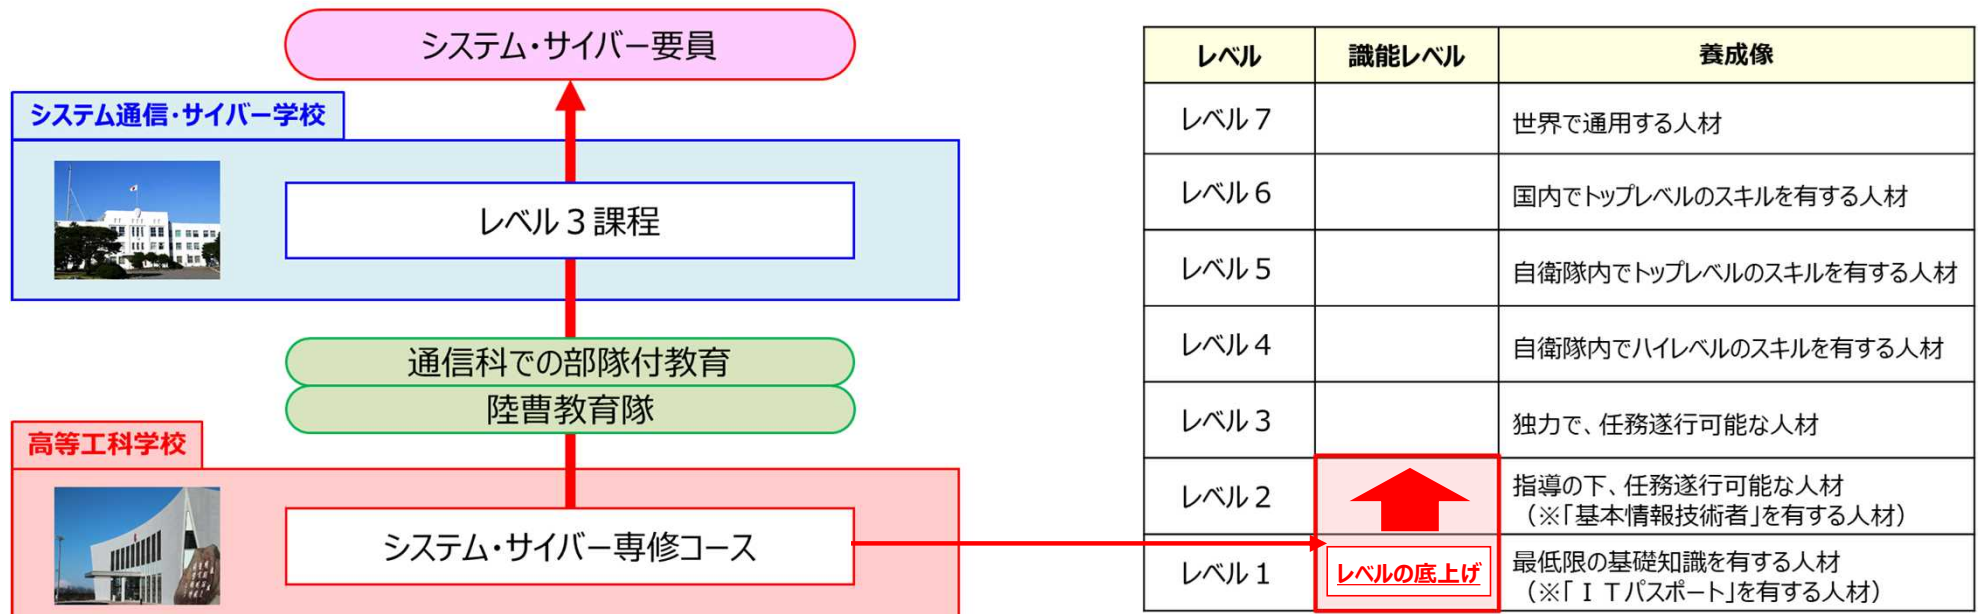 システム・サイバー要員
システム通信・サイバー学校
レベル３課程
通信科での部隊付教育
陸曹教育隊
高等工科学校
システム・サイバー専修コース
レベル 識能レベル 養成像
レベル７ 世界で通用する人材
レベル６ 国内でトップレベルのスキルを有する人材
レベル５ 自衛隊内でトップレベルのスキルを有する人材
レベル４ 自衛隊内でハイレベルのスキルを有する人材
レベル３ 独力で、任務遂行可能な人材
レベル２ 指導の下、任務遂行可能な人材
（※「基本情報技術者」を有する人材）
レベル１ レベルの底上げ 最低限の基礎知識を有する人材
（※「ＩＴパスポート」を有する人材）